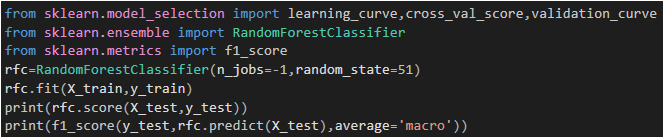 from sklearn.model_selection import learning_curve,cross_val_score,validation_curve
from sklearn.ensemble import RandomForestClassifier
from sklearn.metrics import f1_score
rfc=RandomForestClassifier(n_jobs=-1,random_state=51)
rfc.fit(X_train,y_train)
print(rfc.score(X_test,y_test))
print(f1_score(y_test,rfc.predict(X_test),average='macro'))